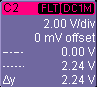 C2 FLT DC1M
2.00 V/div
0 mV offset
----- 0.00 V
----- 2.24 V
Δy 2.24 V